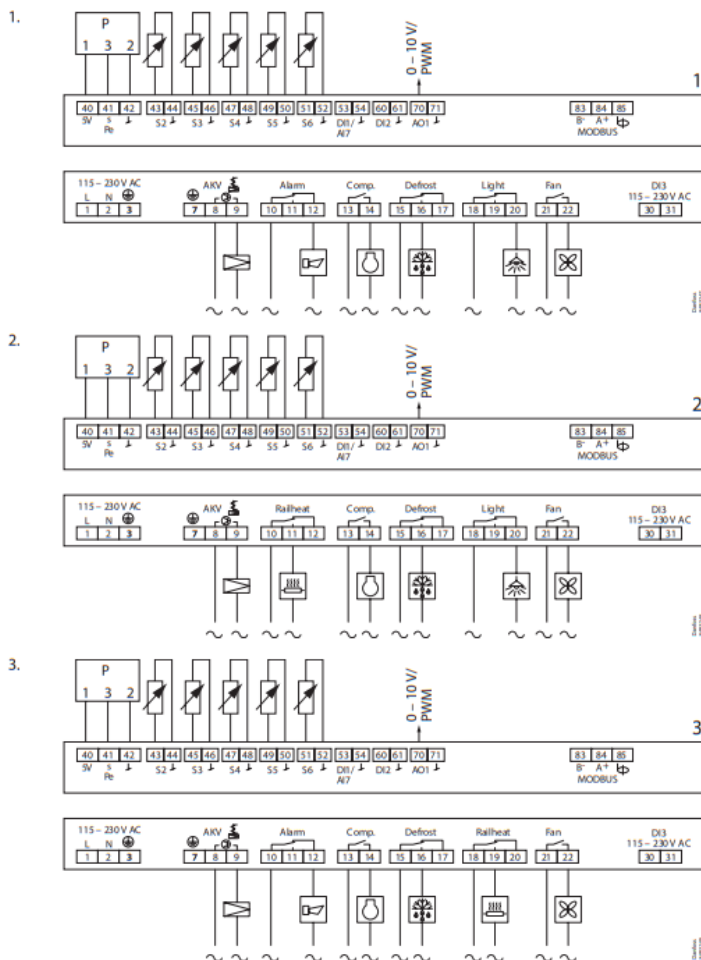 1.
P
1 3 2
0 – 10 V/
PWM
1
40 41 42 43 44 45 46 47 48 49 50 51 52 53 54 60 61 70 71 83 84 85
5V s S2 S3 S4 S5 S6 DI1/ DI2 AO1 B- A+
Pe AI7 MODBUS
115 – 230 V AC AKV Alarm Comp. Defrost Light Fan DI3
L N 115 – 230 V AC
1 2 3 7 8 9 10 11 12 13 14 15 16 17 18 19 20 21 22 30 31
2.
P
1 3 2
0 – 10 V/
PWM
2
40 41 42 43 44 45 46 47 48 49 50 51 52 53 54 60 61 70 71 83 84 85
5V s S2 S3 S4 S5 S6 DI1/ DI2 AO1 B- A+
Pe AI7 MODBUS
115 – 230 V AC AKV Railheat Comp. Defrost Light Fan DI3
L N 115 – 230 V AC
1 2 3 7 8 9 10 11 12 13 14 15 16 17 18 19 20 21 22 30 31
3.
P
1 3 2
0 – 10 V/
PWM
3
40 41 42 43 44 45 46 47 48 49 50 51 52 53 54 60 61 70 71 83 84 85
5V s S2 S3 S4 S5 S6 DI1/ DI2 AO1 B- A+
Pe AI7 MODBUS
115 – 230 V AC AKV Alarm Comp. Defrost Railheat Fan DI3
L N 115 – 230 V AC
1 2 3 7 8 9 10 11 12 13 14 15 16 17 18 19 20 21 22 30 31